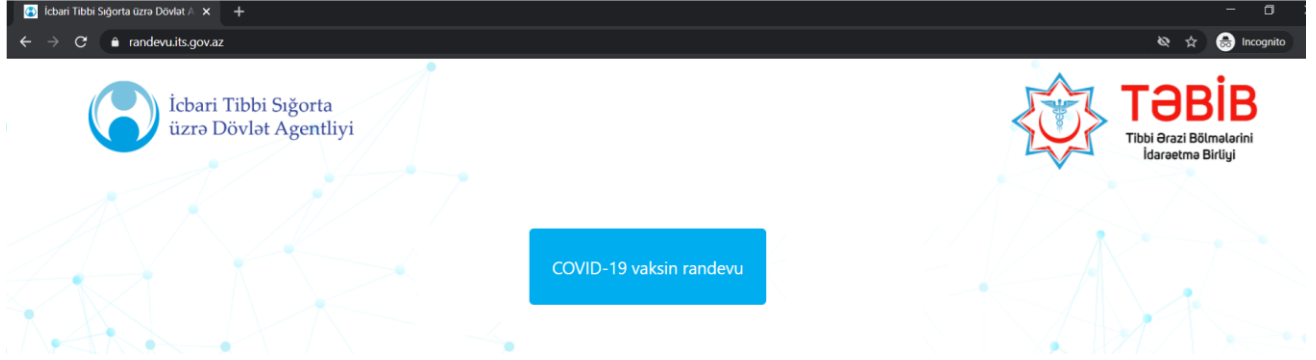 İcbari Tibbi Sığorta üzrə Dövlət A
randevu.its.gov.az
Incognito
İcbari Tibbi Sığorta
üzrə Dövlət Agentliyi
TƏBİB
Tibbi Ərazi Bölmələrini
İdarəetmə Birliyi
COVID-19 vaksin randevu